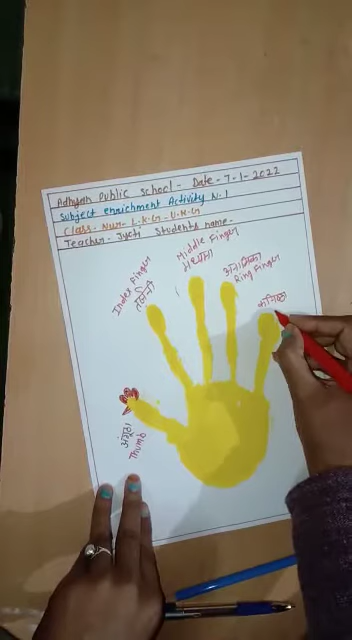 Adhyan Public School - Date - 7-1-2022
Subject enrichment Activity N. 1
Class - Nur - L-K-G - U-K-G
Teacher - Jyoti Students name -
Middle Finger
मध्यमा
Index Finger
तर्जनी
अनामिका
Ring Finger
कनिष्ठा
अंगूठा
Thumb